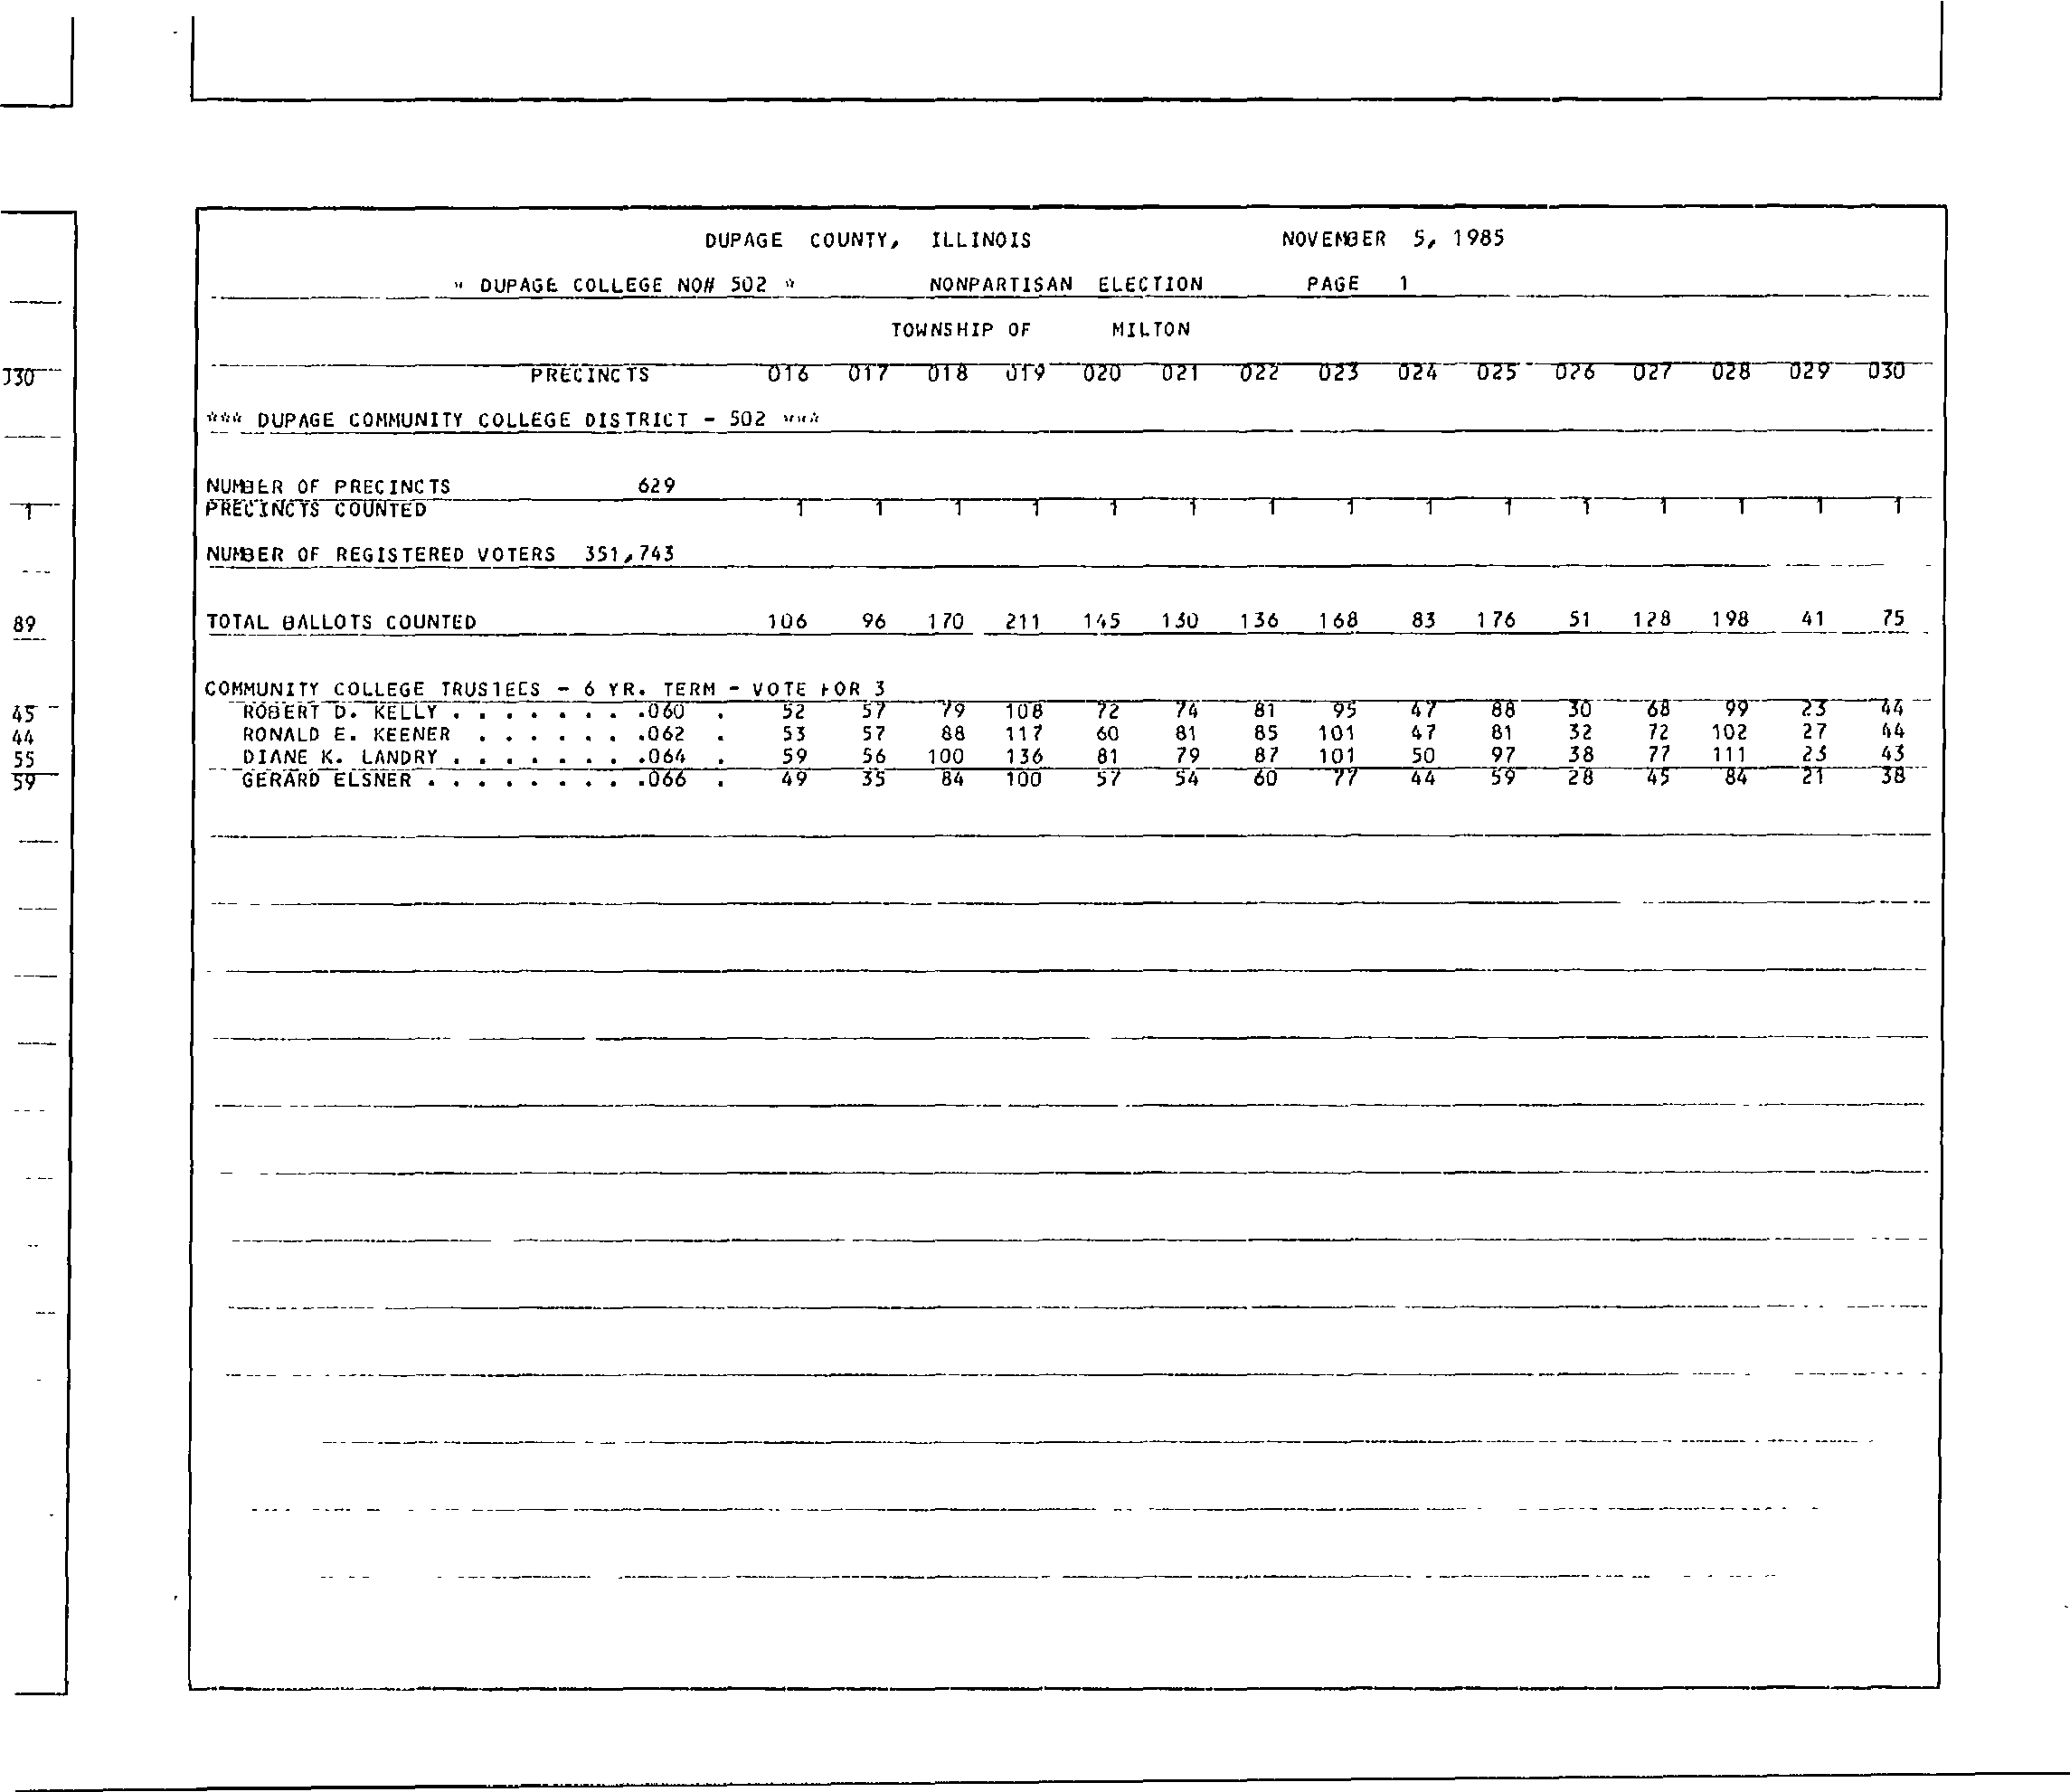 DUPAGE COUNTY, ILLINOIS NOVEMBER 5, 1985
* DUPAGE COLLEGE NO# 502 * NONPARTISAN ELECTION PAGE 1
TOWNSHIP OF MILTON
PRECINCTS 016 017 018 019 020 021 022 023 024 025 026 027 028 029 030
*** DUPAGE COMMUNITY COLLEGE DISTRICT - 502 ***
NUMBER OF PRECINCTS 629
PRECINCTS COUNTED 1 1 1 1 1 1 1 1 1 1 1 1 1 1 1
NUMBER OF REGISTERED VOTERS 351,743
TOTAL BALLOTS COUNTED 106 96 170 211 145 130 136 168 83 176 51 128 198 41 75
COMMUNITY COLLEGE TRUSTEES - 6 YR. TERM - VOTE FOR 3
ROBERT D. KELLY . . . . . . . .060 . 52 57 79 108 72 74 81 95 47 88 30 68 99 23 44
RONALD E. KEENER . . . . . . .062 . 53 57 88 117 60 81 85 101 47 81 32 72 102 27 44
DIANE K. LANDRY . . . . . . . .064 . 59 56 100 136 81 79 87 101 50 97 38 77 111 23 43
GERARD ELSNER . . . . . . . . .066 . 49 35 84 100 57 54 60 77 44 59 28 45 84 21 38
030
1
89
45
44
55
59